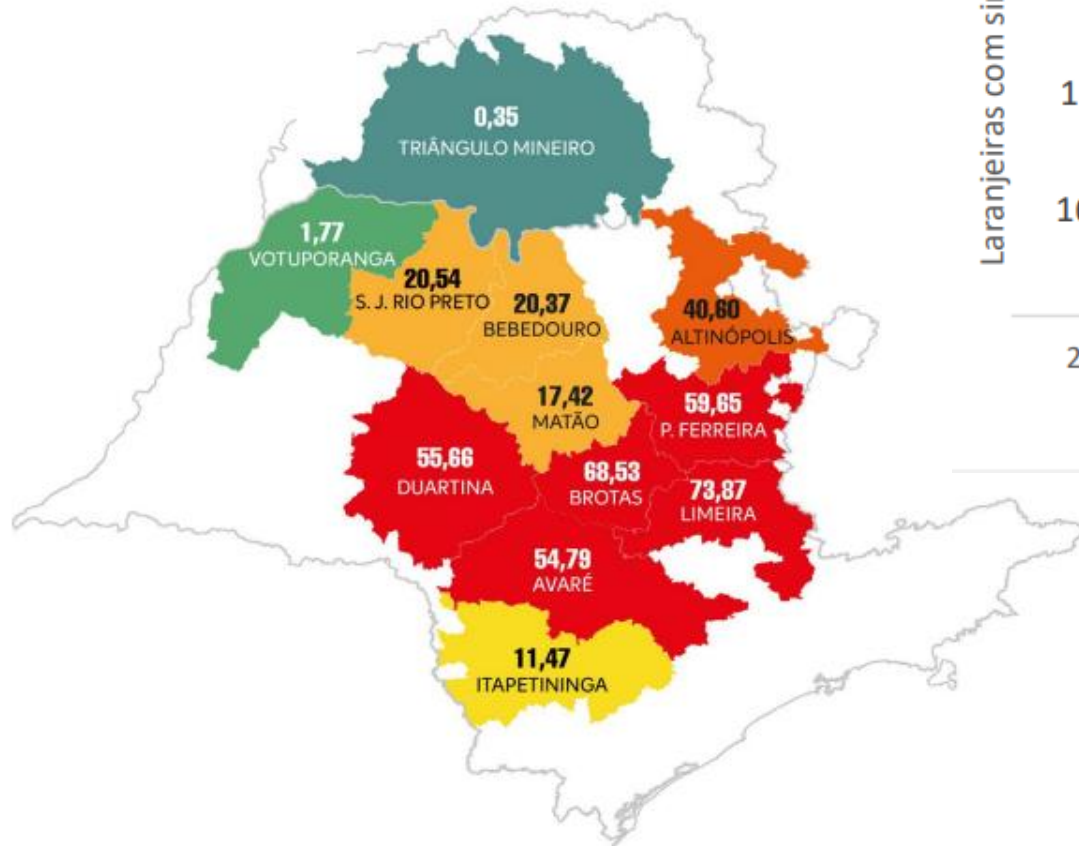 0,35
TRIÂNGULO MINEIRO
1,77
VOTUPORANGA
20,54
S. J. RIO PRETO
20,37
BEBEDOURO
40,60
ALTINÓPOLIS
17,42
MATÃO
59,65
P. FERREIRA
55,66
DUARTINA
68,53
BROTAS
73,87
LIMEIRA
54,79
AVARÉ
11,47
ITAPETININGA
Laranjeiras com